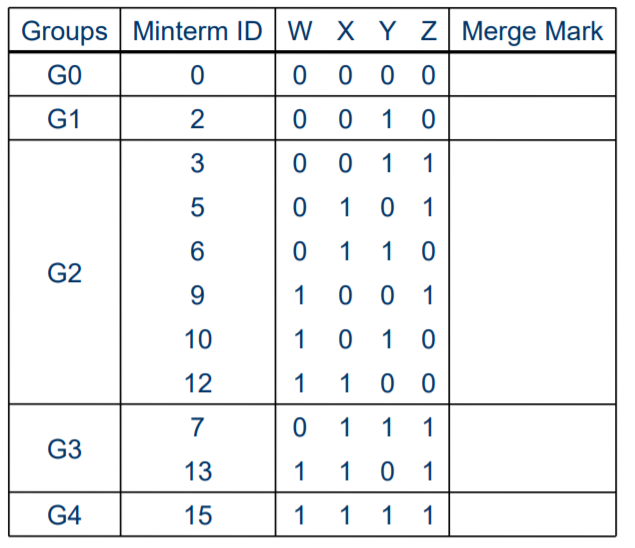 Groups Minterm ID W X Y Z Merge Mark
G0 0 0 0 0 0
G1 2 0 0 1 0
3 0 0 1 1
5 0 1 0 1
6 0 1 1 0
G2
9 1 0 0 1
10 1 0 1 0
12 1 1 0 0
7 0 1 1 1
G3
13 1 1 0 1
G4 15 1 1 1 1